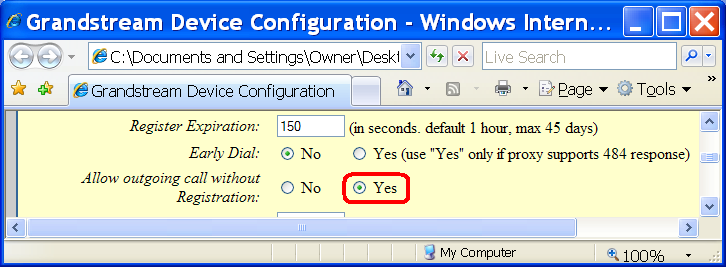 Grandstream Device Configuration - Windows Intern...
C:\Documents and Settings\Owner\Deskt
Live Search
Grandstream Device Configuration
Page
Tools
Register Expiration: 150 (in seconds. default 1 hour, max 45 days)
Early Dial: No Yes (use "Yes" only if proxy supports 484 response)
Allow outgoing call without
Registration: No Yes
My Computer 100%